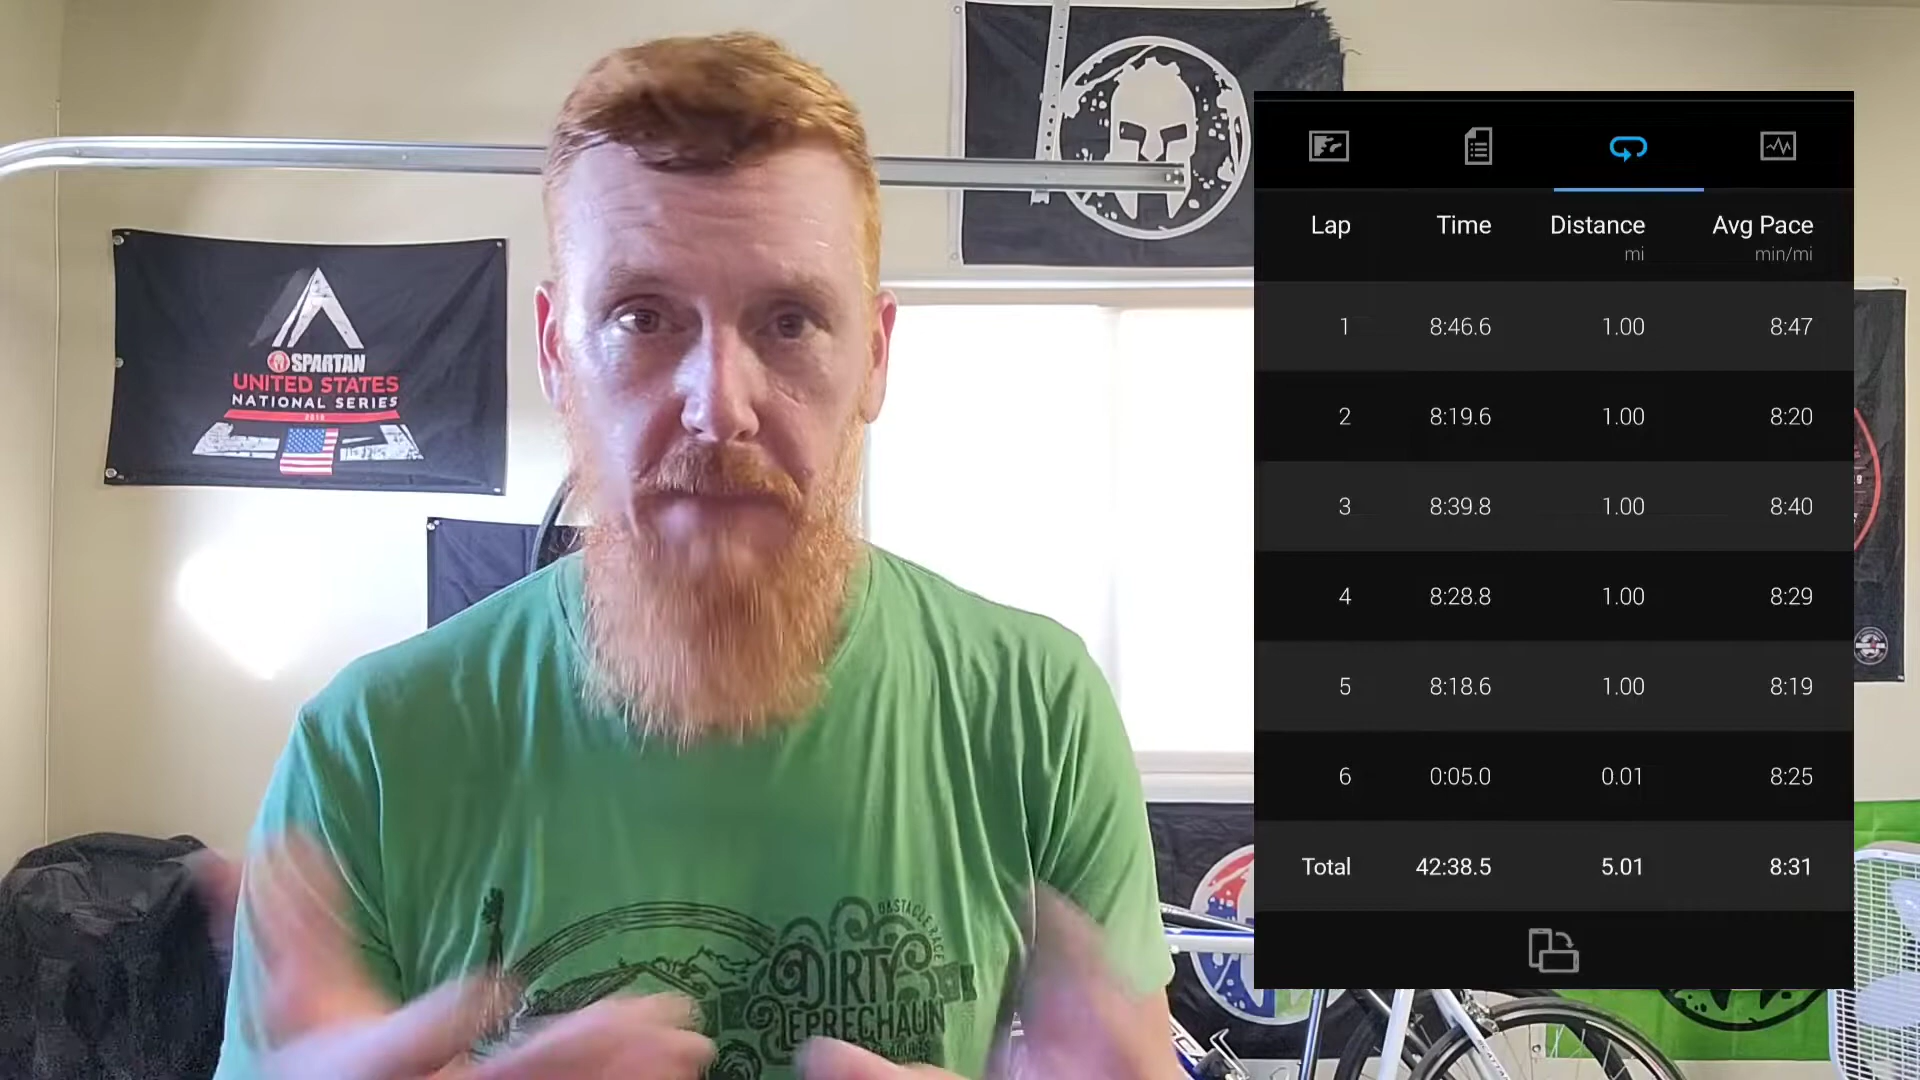 SPARTAN
UNITED STATES
NATIONAL SERIES
OBSTACLE RACE
DIRTY
LEPRECHAUN
Lap Time Distance Avg Pace
mi min/mi
1 8:46.6 1.00 8:47
2 8:19.6 1.00 8:20
3 8:39.8 1.00 8:40
4 8:28.8 1.00 8:29
5 8:18.6 1.00 8:19
6 0:05.0 0.01 8:25
Total 42:38.5 5.01 8:31